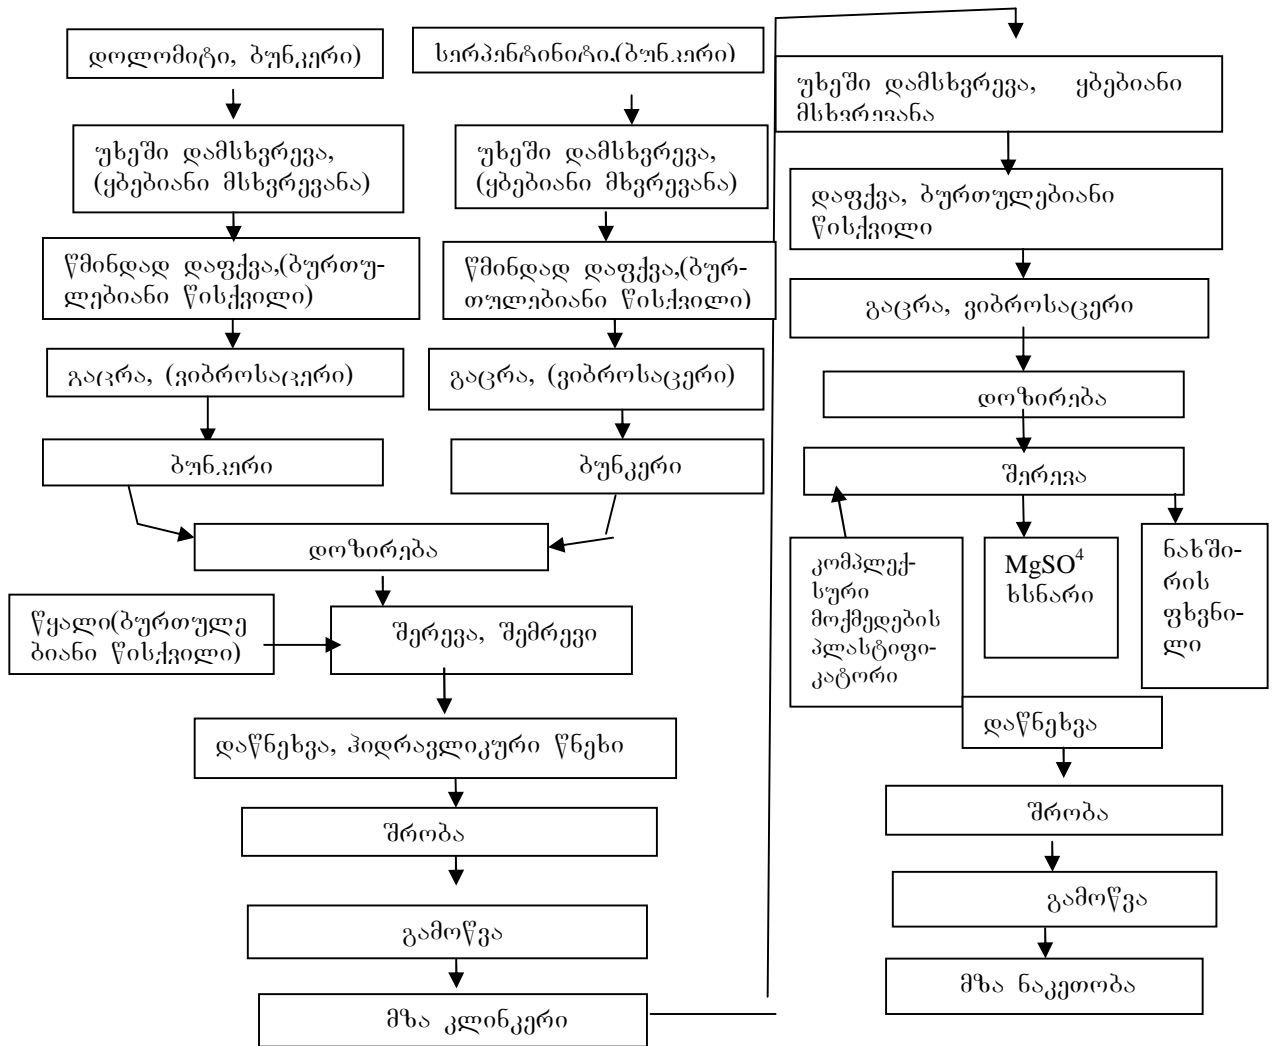 დოლომიტი, ბუნკერი)
უხეში დამსხვრევა,
(ყბებიანი მსხვრევანა)
წმინდად დაფქვა,(ბურთუ-
ლებიანი წისქვილი)
გაცრა, (ვიბროსაცერი)
ბუნკერი
სერპენტინიტი,(ბუნკერი)
უხეში დამსხვრევა,
(ყბებიანი მხვრევანა)
წმინდად დაფქვა,(ბურ-
თულებიანი წისქვილი)
გაცრა, (ვიბროსაცერი)
ბუნკერი
დოზირება
წყალი(ბურთულე
ბიანი წისქვილი)
შერევა, შემრევი
დაწნეხვა, ჰიდრავლიკური წნეხი
შრობა
გამოწვა
მზა კლინკერი
უხეში დამსხვრევა, ყბებიანი
მსხვრევანა
დაფქვა, ბურთულებიანი
წისქვილი
გაცრა, ვიბროსაცერი
დოზირება
შერევა
კომპლექ-
სური
მოქმედების
პლასტიფი-
კატორი
MgSO⁴
ხსნარი
ნახში-
რის
ფხვნი-
ლი
დაწნეხვა
შრობა
გამოწვა
მზა ნაკეთობა